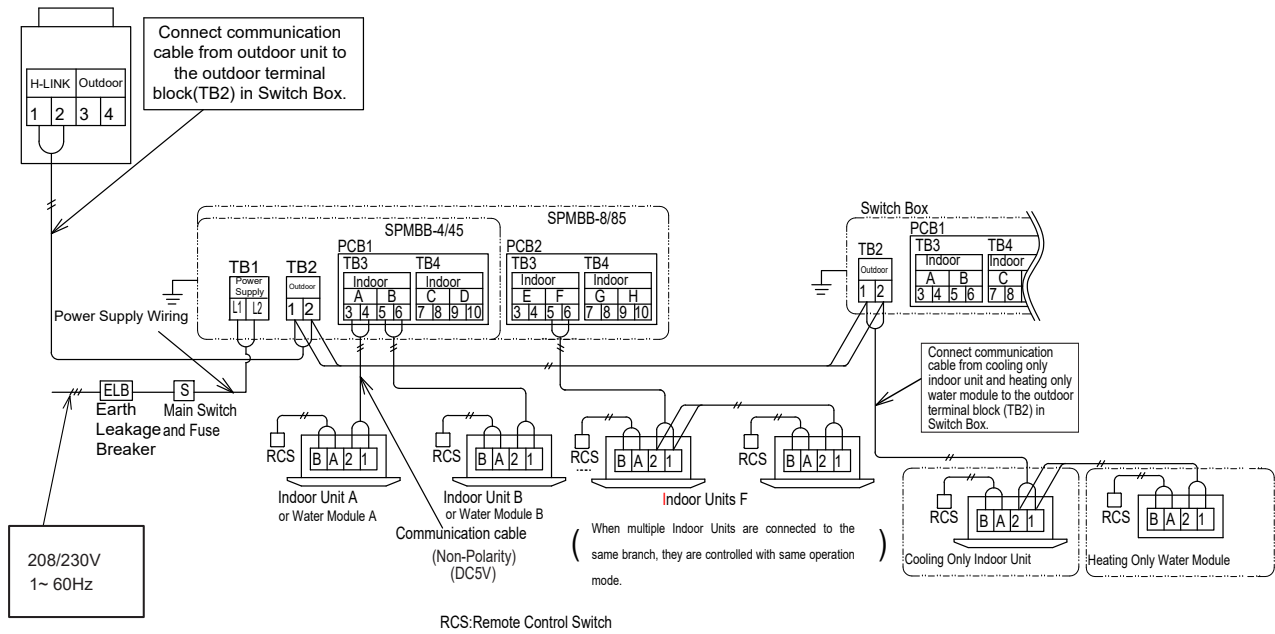 Connect communication
cable from outdoor unit to
the outdoor terminal
block(TB2) in Switch Box.
H-LINK Outdoor
1 2 3 4
SPMBB-8/85
SPMBB-4/45
TB1
Power
Supply
L1 L2
TB2
Outdoor
1 2
PCB1
TB3 TB4
Indoor Indoor
A B C D
3 4 5 6 7 8 9 10
PCB2
TB3 TB4
Indoor Indoor
E F G H
3 4 5 6 7 8 9 10
Switch Box
TB2
Outdoor
1 2
PCB1
TB3 TB4
Indoor Indoor
A B C
3 4 5 6 7 8
Power Supply Wiring
ELB
Earth
Leakage
Breaker
S
Main Switch
and Fuse
208/230V
1~ 60Hz
RCS
B A 2 1
Indoor Unit A
or Water Module A
RCS
B A 2 1
Indoor Unit B
or Water Module B
Communication cable
(Non-Polarity)
(DC5V)
RCS
B A 2 1
RCS
B A 2 1
Indoor Units F
( When multiple Indoor Units are connected to the
same branch, they are controlled with same operation
mode. )
Connect communication
cable from cooling only
indoor unit and heating only
water module to the outdoor
terminal block (TB2) in
Switch Box.
RCS
B A 2 1
Cooling Only Indoor Unit
RCS
B A 2 1
Heating Only Water Module
RCS:Remote Control Switch